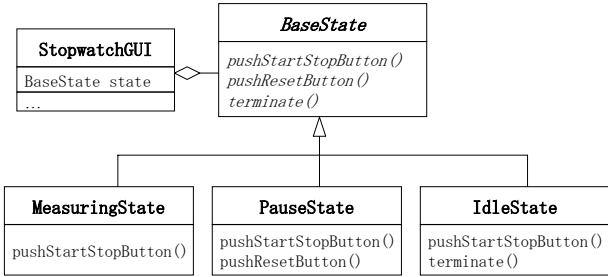 BaseState
StopwatchGUI
BaseState state
...
pushStartStopButton()
pushResetButton()
terminate()
MeasuringState
pushStartStopButton()
PauseState
pushStartStopButton()
pushResetButton()
IdleState
pushStartStopButton()
terminate()